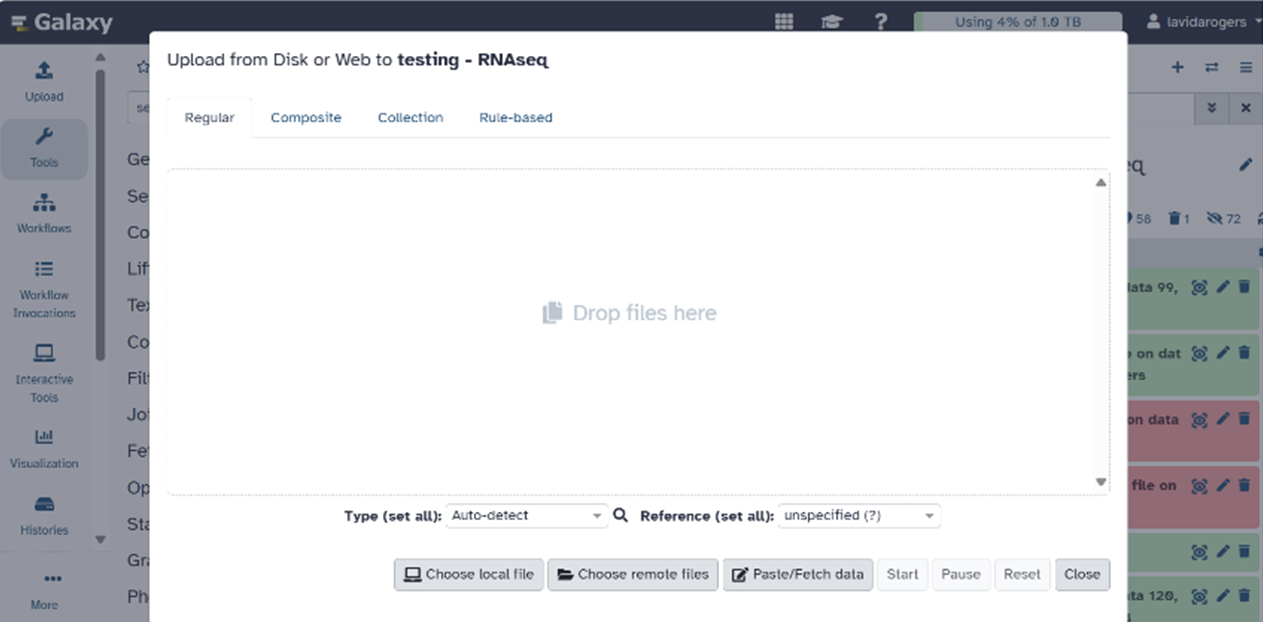 Galaxy
Using 4% of 1.0 TB
lavidarogers
Upload from Disk or Web to testing - RNAseq
Regular Composite Collection Rule-based
Drop files here
Type (set all): Auto-detect Reference (set all): unspecified (?)
Choose local file Choose remote files Paste/Fetch data Start Pause Reset Close
Upload
Tools
Workflows
Workflow
Invocations
Interactive
Tools
Visualization
Histories
More
se
Ge
Se
Co
Lif
Te
Co
Filt
Joi
Fe
Op
Sta
Gra
Ph
eq
58 1 72
data 99,
on dat
ers
on data
file on
ta 120,